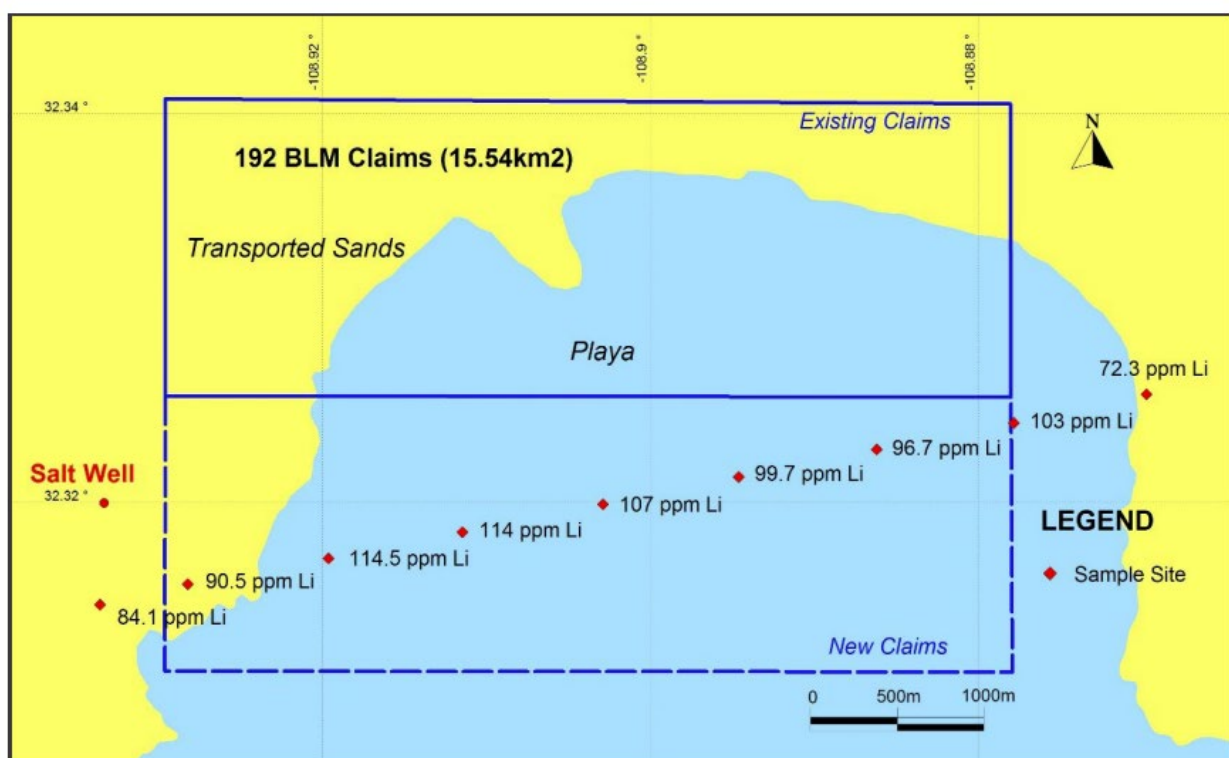 -108.92 °
-108.9 °
-108.88 °
32.34 °
Existing Claims
N
192 BLM Claims (15.54km2)
Transported Sands
Playa
72.3 ppm Li
103 ppm Li
96.7 ppm Li
Salt Well
99.7 ppm Li
32.32 °
107 ppm Li
LEGEND
114 ppm Li
114.5 ppm Li
Sample Site
90.5 ppm Li
84.1 ppm Li
New Claims
0 500m 1000m